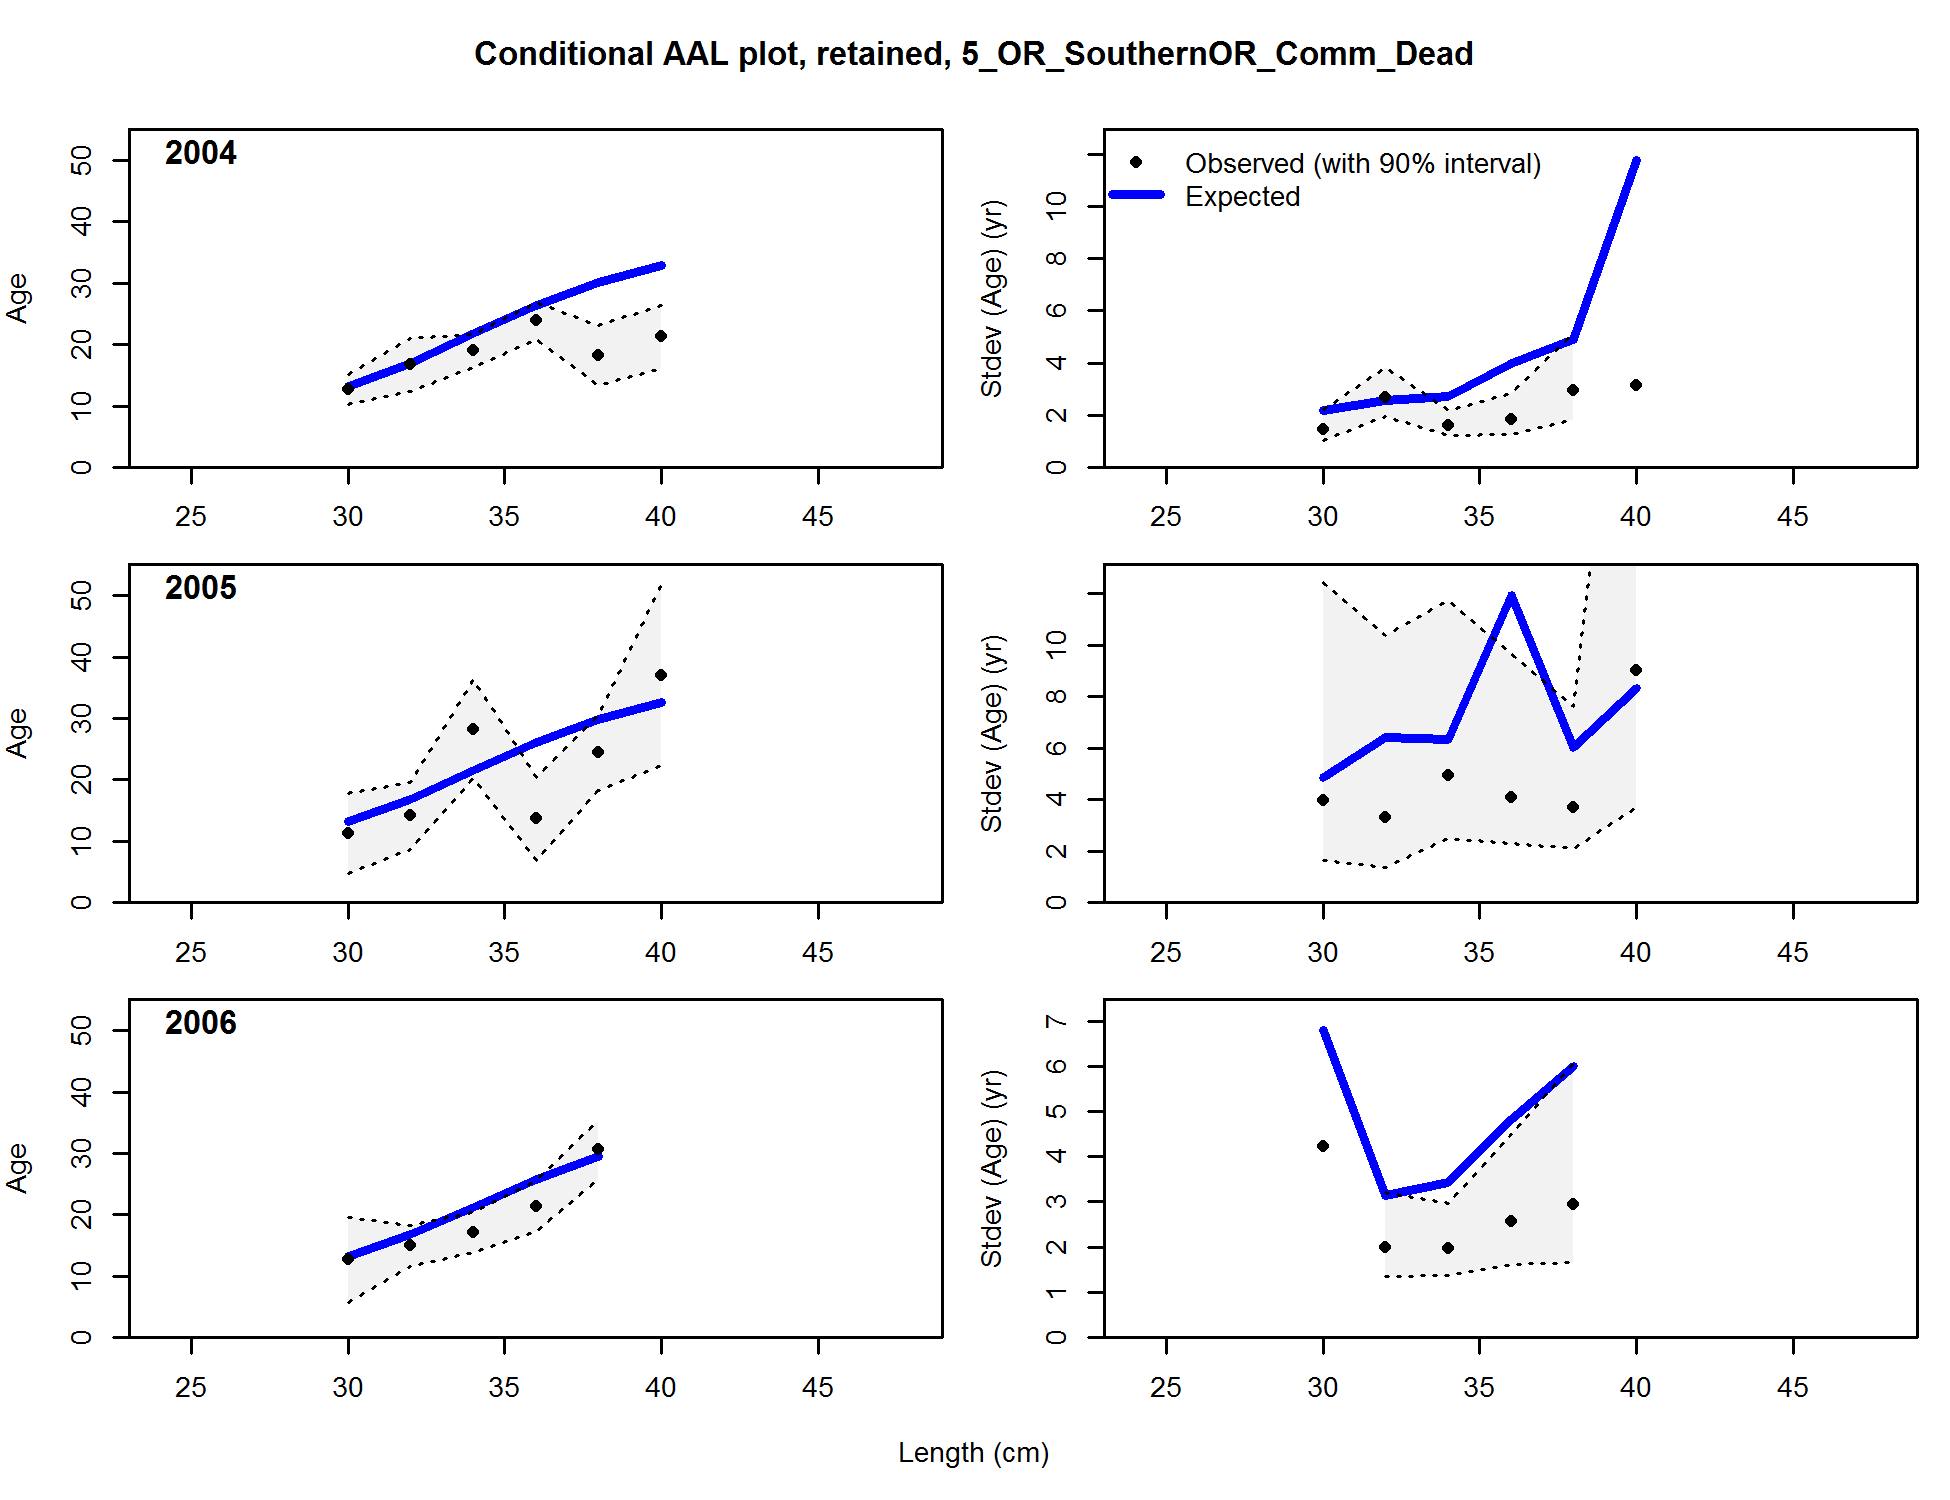 Conditional AAL plot, retained, 5_OR_SouthernOR_Comm_Dead
2004
Age
0 10 20 30 40 50
25 30 35 40 45
Observed (with 90% interval)
Expected
Stdev (Age) (yr)
0 2 4 6 8 10
25 30 35 40 45
2005
Age
0 10 20 30 40 50
25 30 35 40 45
Stdev (Age) (yr)
0 2 4 6 8 10
25 30 35 40 45
2006
Age
0 10 20 30 40 50
25 30 35 40 45
Stdev (Age) (yr)
0 1 2 3 4 5 6 7
25 30 35 40 45
Length (cm)